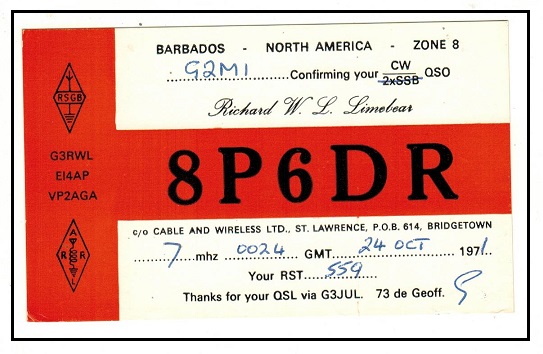 BARBADOS - NORTH AMERICA - ZONE 8
G2MI Confirming your CW 2xSSB QSO
Richard W. L. Limebear
RSGB
G3RWL
EI4AP
VP2AGA
8P6DR
A
R R
L
c/o CABLE AND WIRELESS LTD., ST. LAWRENCE, P.O.B. 614, BRIDGETOWN
7 mhz 0024 GMT 24 OCT 1971
Your RST 559
Thanks for your QSL via G3JUL. 73 de Geoff.